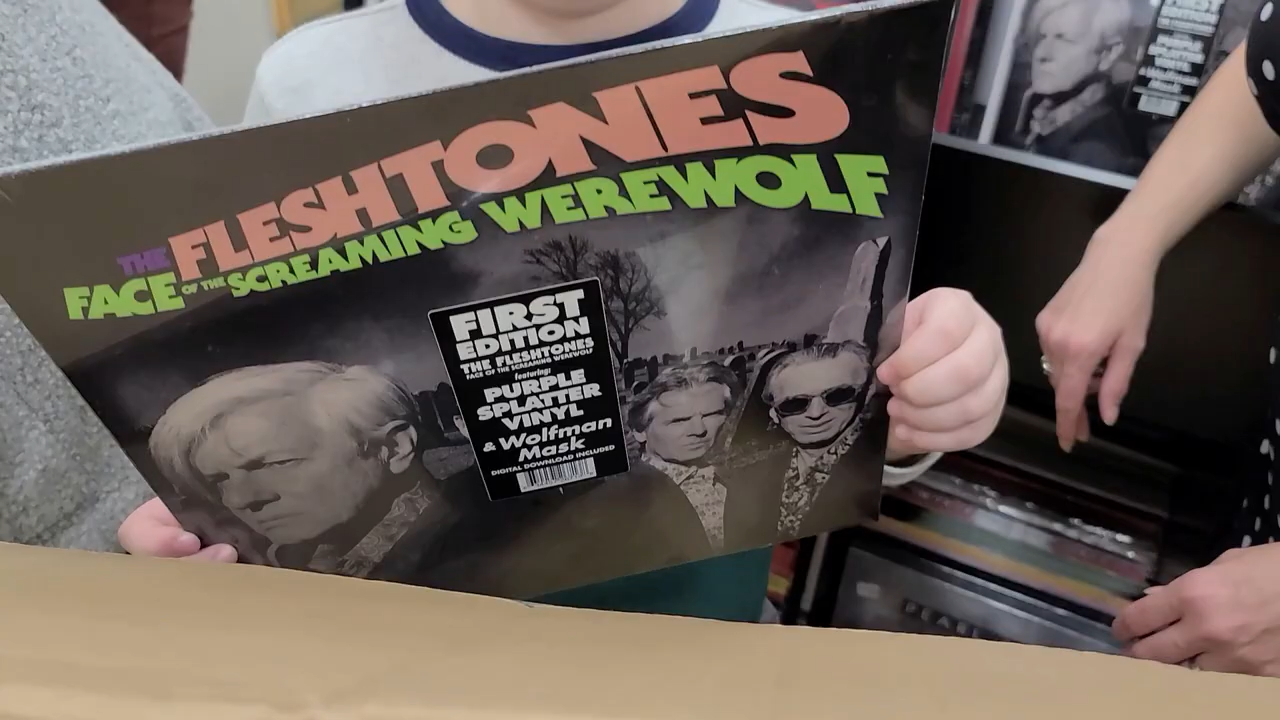 THE FLESHTONES
FACE OF THE SCREAMING WEREWOLF
FIRST
EDITION
THE FLESHTONES
FACE OF THE SCREAMING WEREWOLF
featuring:
PURPLE
SPLATTER
VINYL
& Wolfman
Mask
DIGITAL DOWNLOAD INCLUDED
FIRST